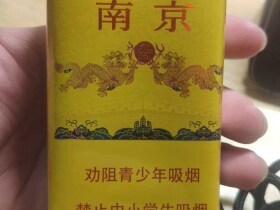 南京
劝阻青少年吸烟
禁止中小学生吸烟